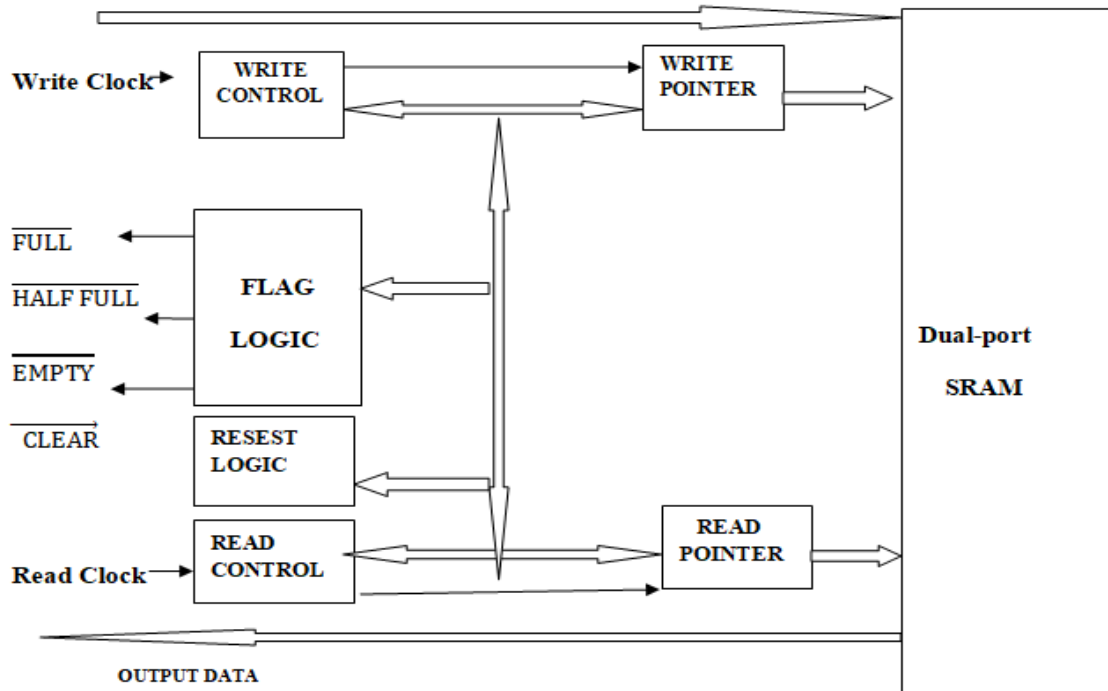 Write Clock
WRITE
CONTROL
WRITE
POINTER
FULL
HALF FULL
EMPTY
CLEAR
FLAG
LOGIC
Dual-port
SRAM
RESEST
LOGIC
Read Clock
READ
CONTROL
READ
POINTER
OUTPUT DATA